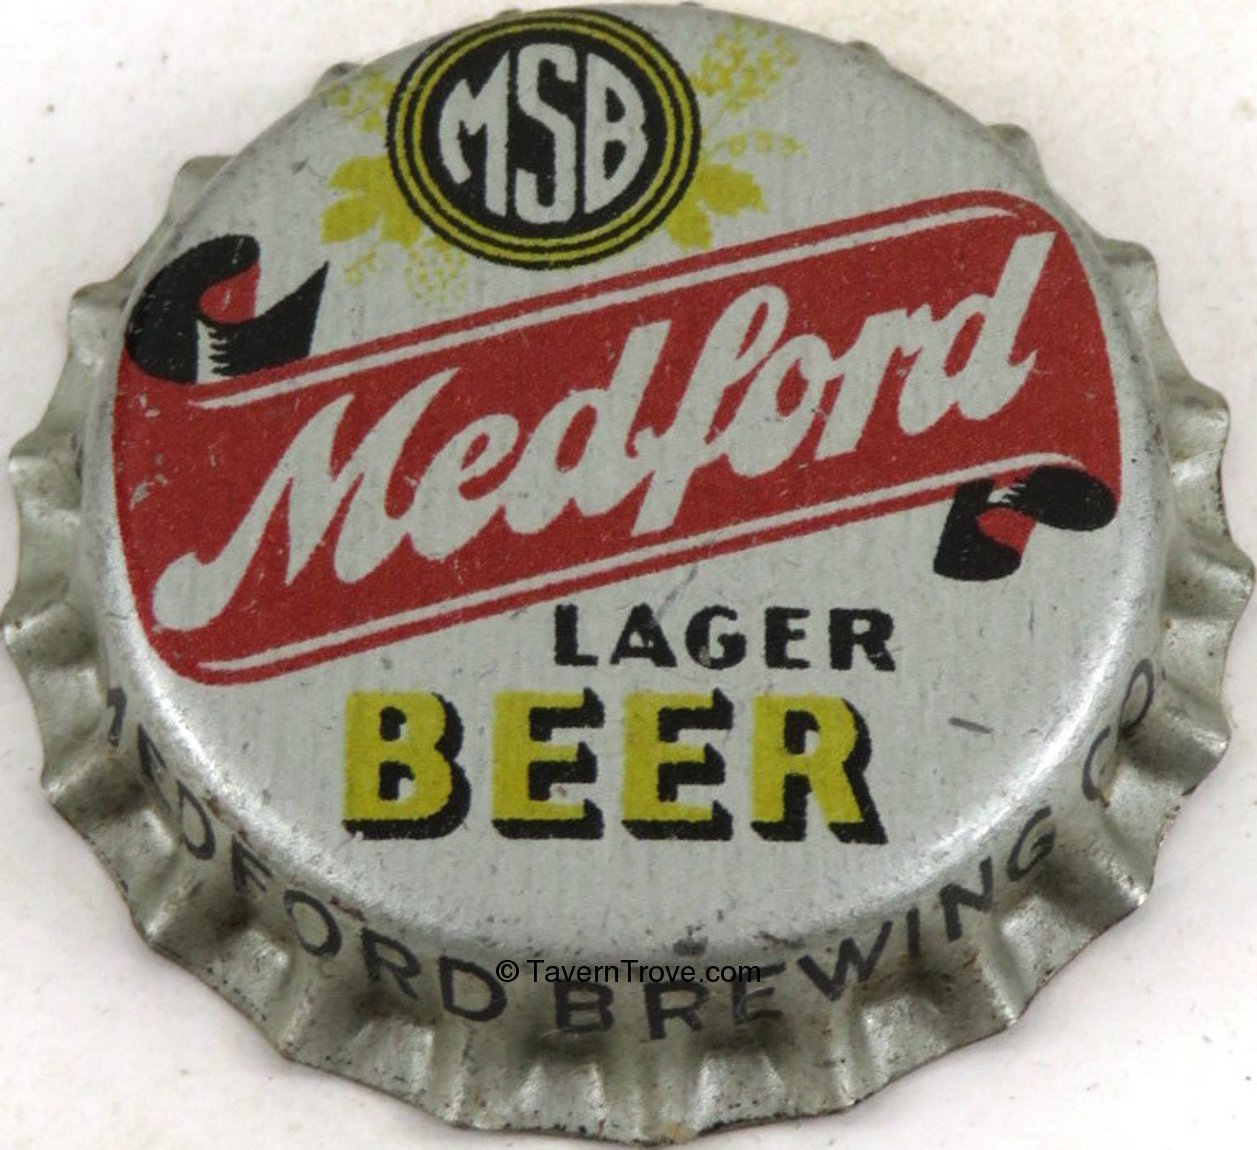 MSB
Medford
LAGER
BEER
MEDFORD BREWING CO.
© TavernTrove.com